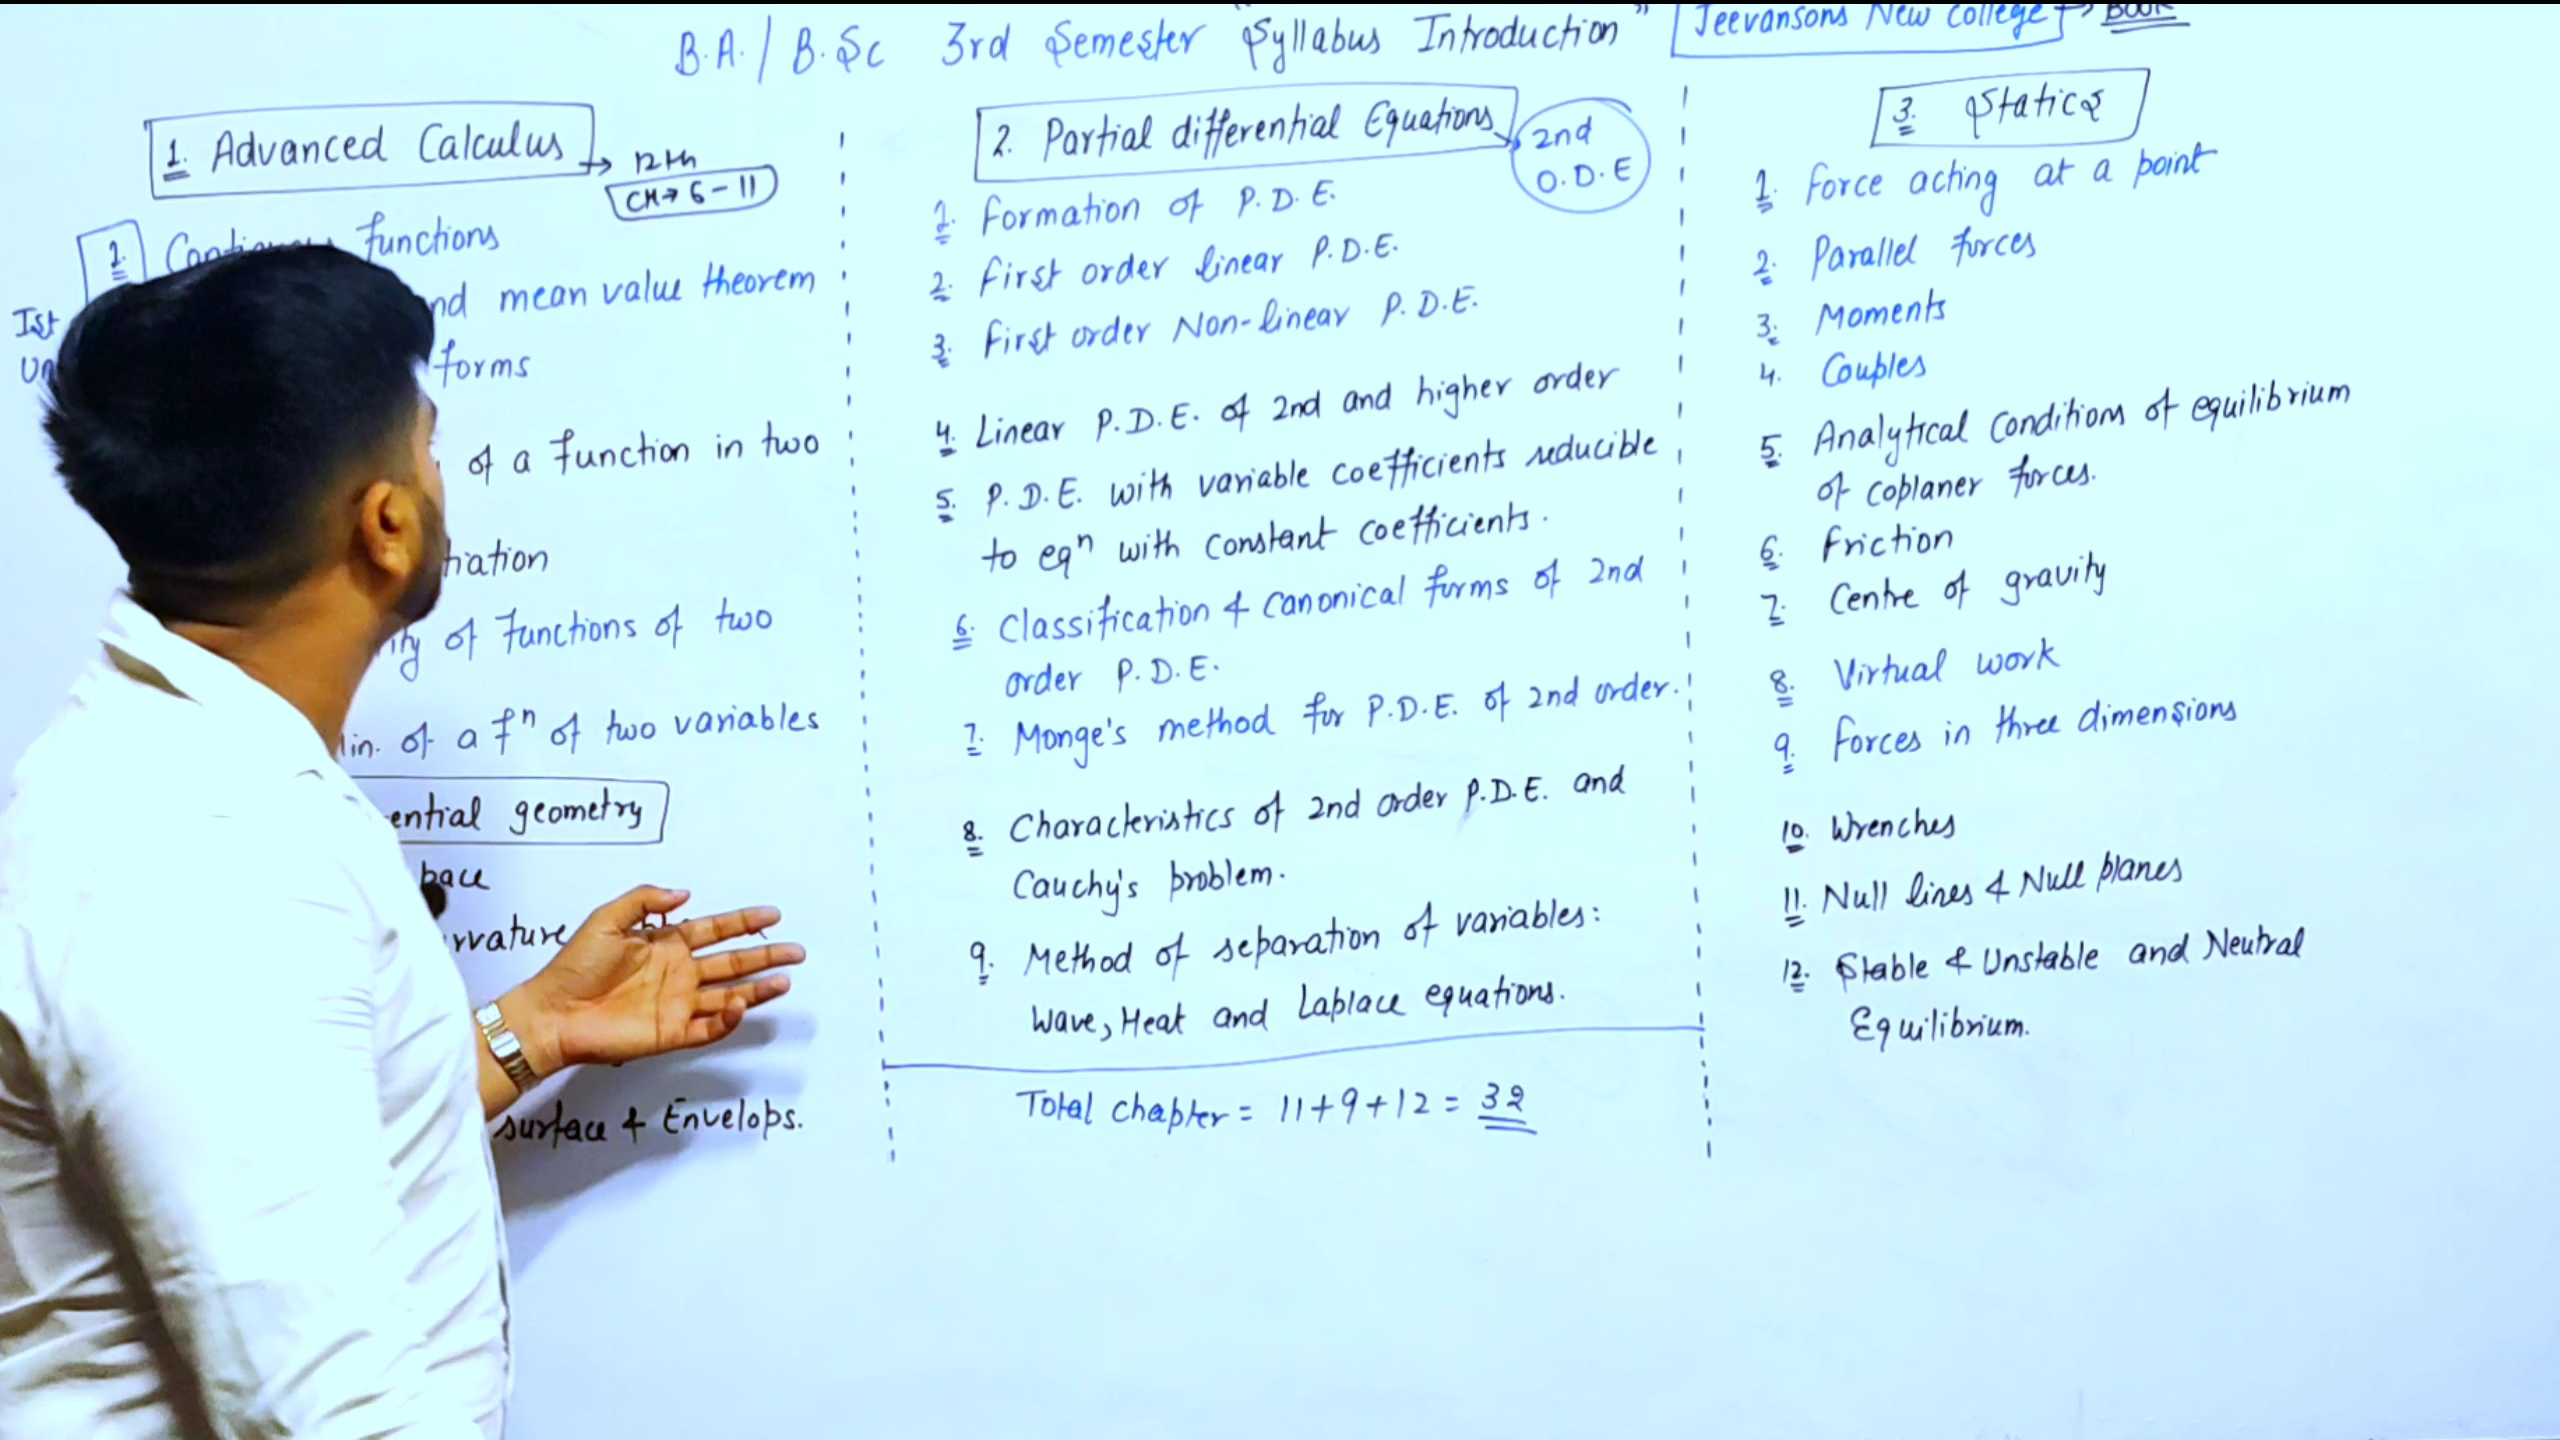 B.A./ B.Sc 3rd Semester "Syllabus Introduction"
Jeevansons New College → BOOK
1. Advanced Calculus → 12th
CH → 6 - 11
1. Continuous functions
nd mean value theorem
Ist
forms
of a function in two
tiation
ity of functions of two
in. of a fⁿ of two variables
ential geometry
pace
rvature
surface & Envelops.
2. Partial differential Equations → 2nd
O.D.E
1. Formation of P.D.E.
2. First order linear P.D.E.
3. First order Non-linear P.D.E.
4. Linear P.D.E. of 2nd and higher order
5. P.D.E. with variable coefficients reducible
to eqⁿ with constant coefficients.
6. Classification & canonical forms of 2nd
order P.D.E.
7. Monge's method for P.D.E. of 2nd order.
8. Characteristics of 2nd order P.D.E. and
Cauchy's problem.
9. Method of separation of variables:
Wave, Heat and Laplace equations.
Total chapter = 11+9+12 = 32
3. Statics
1. Force acting at a point
2. Parallel forces
3. Moments
4. Couples
5. Analytical Conditions of equilibrium
of coplaner forces.
6. Friction
7. Centre of gravity
8. Virtual work
9. Forces in three dimensions
10. Wrenches
11. Null lines & Null planes
12. Stable & Unstable and Neutral
Equilibrium.